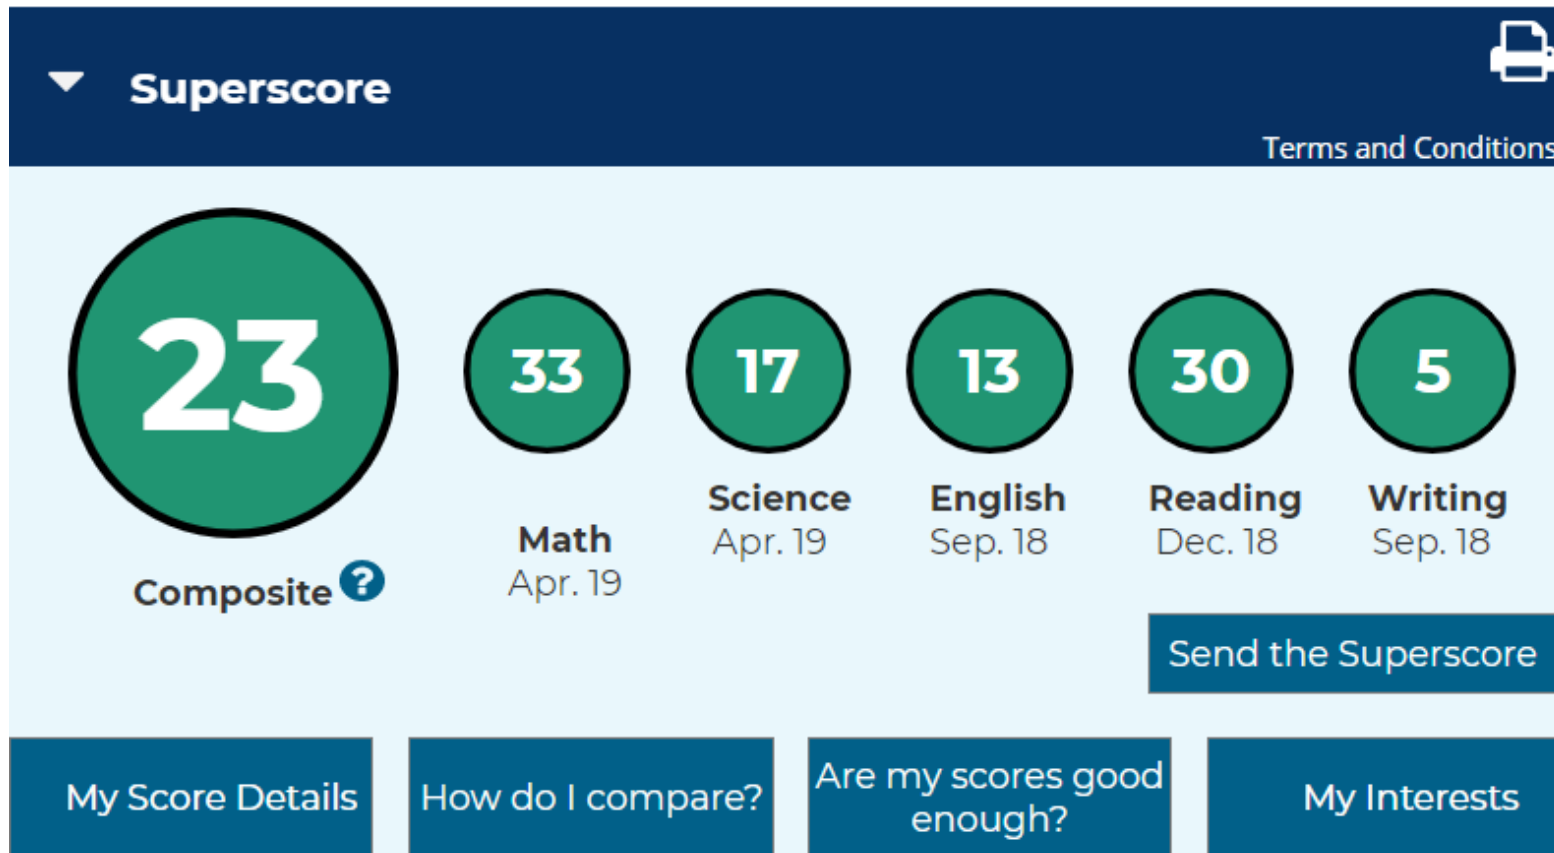 Superscore
Terms and Conditions
23
Composite ?
33
Math
Apr. 19
17
Science
Apr. 19
13
English
Sep. 18
30
Reading
Dec. 18
5
Writing
Sep. 18
Send the Superscore
My Score Details
How do I compare?
Are my scores good
enough?
My Interests